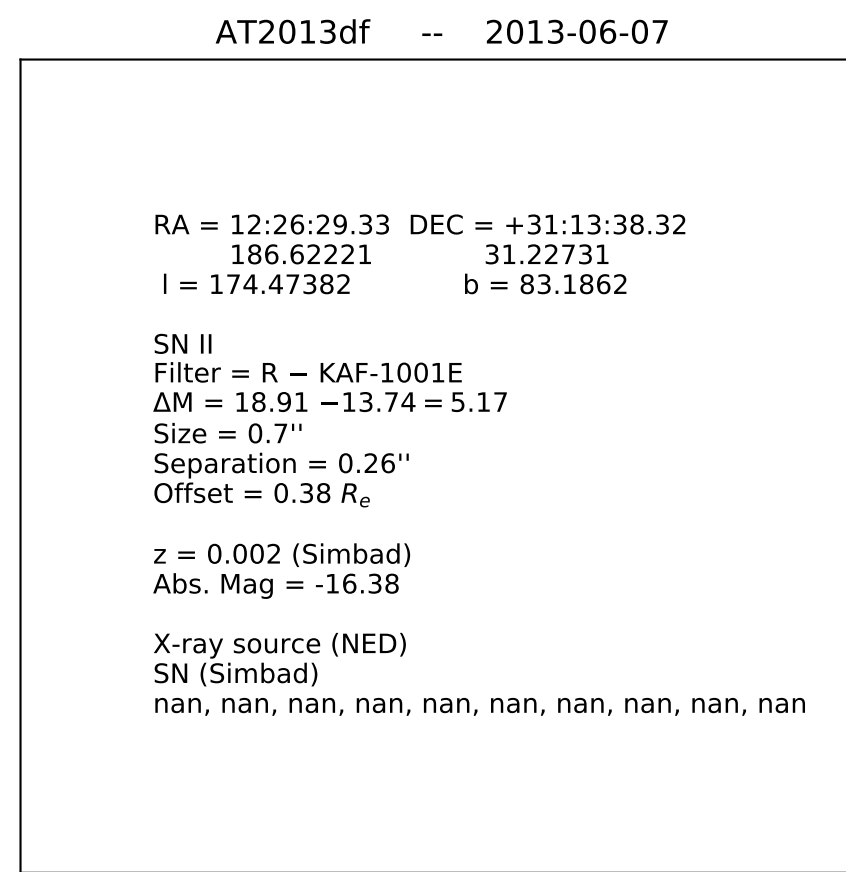 AT2013df -- 2013-06-07
RA = 12:26:29.33 DEC = +31:13:38.32
186.62221 31.22731
l = 174.47382 b = 83.1862
SN II
Filter = R − KAF-1001E
ΔM = 18.91 −13.74 = 5.17
Size = 0.7''
Separation = 0.26''
Offset = 0.38 Rₑ
z = 0.002 (Simbad)
Abs. Mag = -16.38
X-ray source (NED)
SN (Simbad)
nan, nan, nan, nan, nan, nan, nan, nan, nan, nan